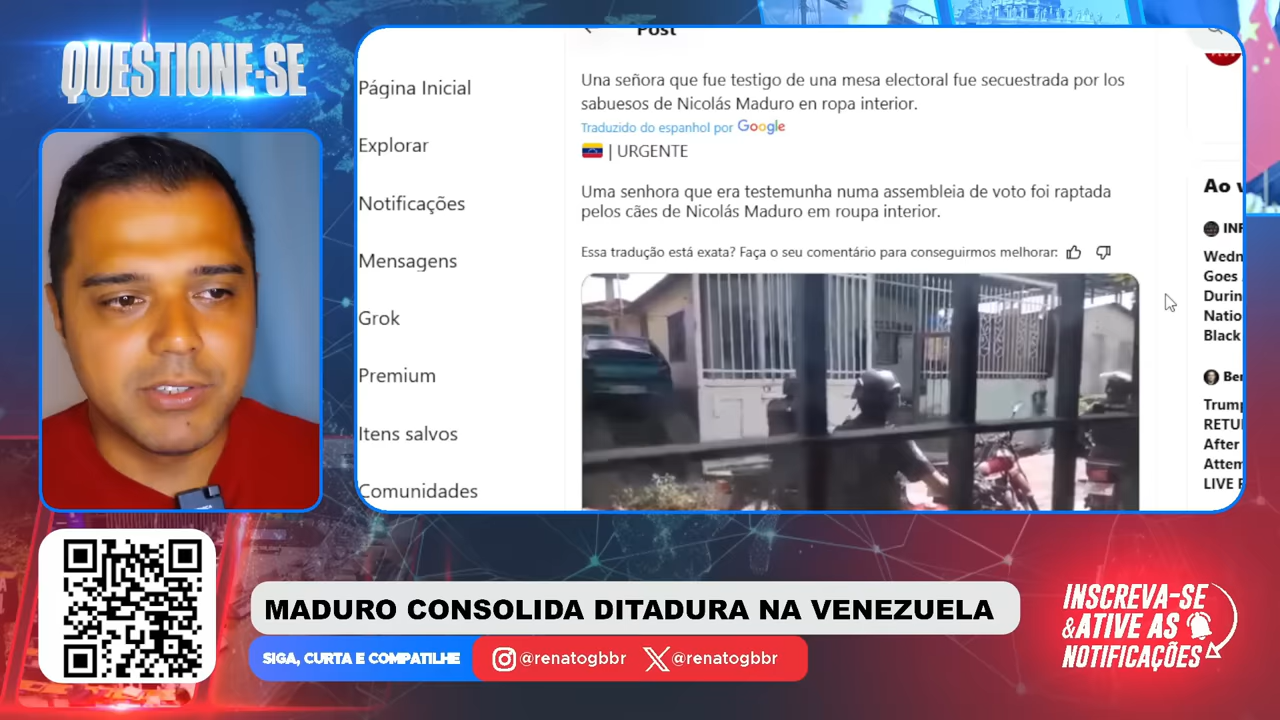 QUESTIONE-SE
Página Inicial
Explorar
Notificações
Mensagens
Grok
Premium
Itens salvos
Comunidades
Post
Una señora que fue testigo de una mesa electoral fue secuestrada por los
sabuesos de Nicolás Maduro en ropa interior.
Traduzido do espanhol por Google
| URGENTE
Uma senhora que era testemunha numa assembleia de voto foi raptada
pelos cães de Nicolás Maduro em roupa interior.
Essa tradução está exata? Faça o seu comentário para conseguirmos melhorar:
Ao v
INF
Wedn
Goes
Durin
Natio
Black
Ber
Trump
RETU
After
Attem
LIVE
MADURO CONSOLIDA DITADURA NA VENEZUELA
SIGA, CURTA E COMPATILHE
@renatogbbr
@renatogbbr
INSCREVA-SE
&ATIVE AS
NOTIFICAÇÕES